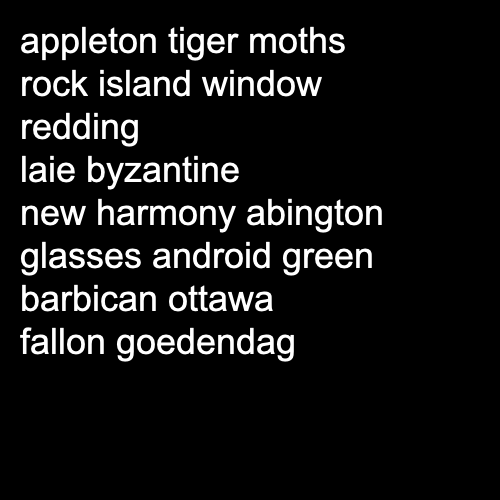 appleton tiger moths
rock island window
redding
laie byzantine
new harmony abington
glasses android green
barbican ottawa
fallon goedendag